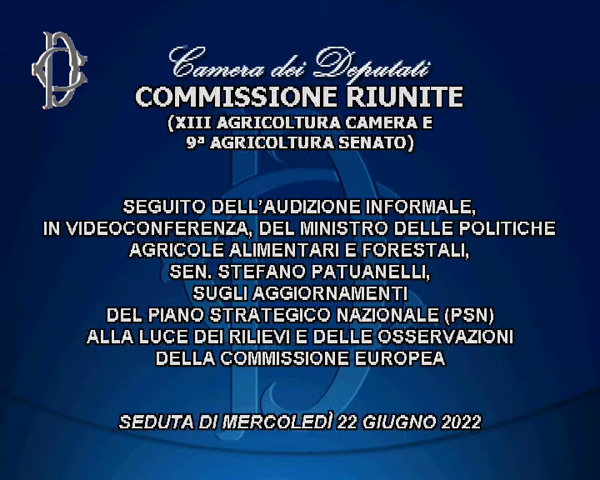 Camera dei Deputati
COMMISSIONE RIUNITE
(XIII AGRICOLTURA CAMERA E
9ª AGRICOLTURA SENATO)
SEGUITO DELL'AUDIZIONE INFORMALE,
IN VIDEOCONFERENZA, DEL MINISTRO DELLE POLITICHE
AGRICOLE ALIMENTARI E FORESTALI,
SEN. STEFANO PATUANELLI,
SUGLI AGGIORNAMENTI
DEL PIANO STRATEGICO NAZIONALE (PSN)
ALLA LUCE DEI RILIEVI E DELLE OSSERVAZIONI
DELLA COMMISSIONE EUROPEA
SEDUTA DI MERCOLEDÌ 22 GIUGNO 2022